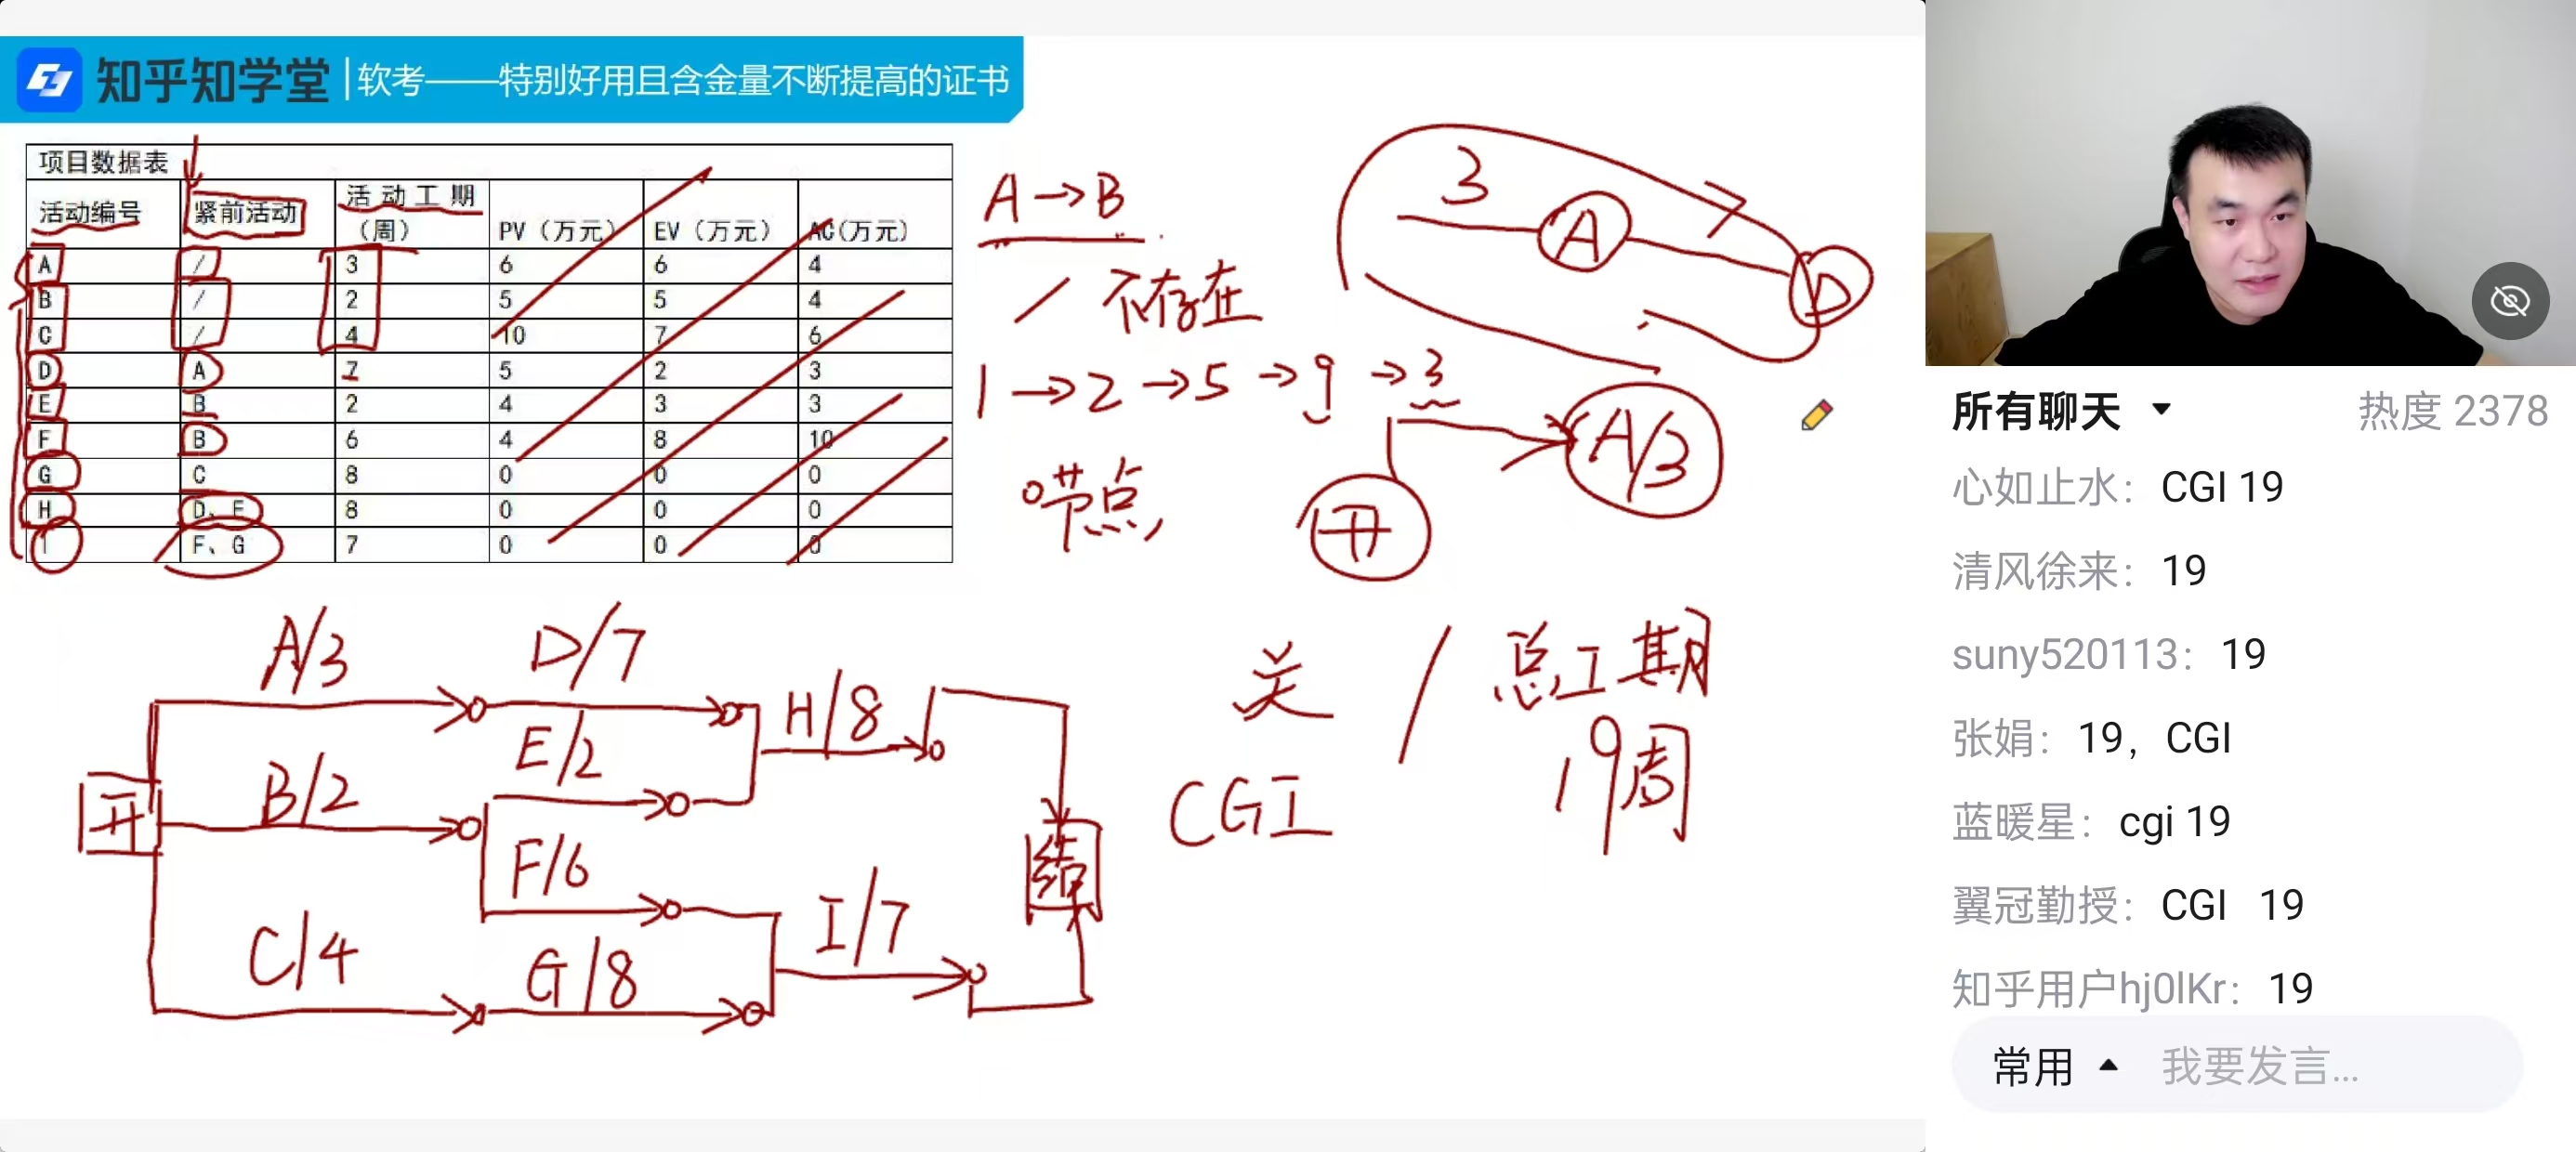 知乎知学堂 | 软考——特别好用且含金量不断提高的证书
项目数据表
活动编号 紧前活动 活动工期（周） PV（万元） EV（万元） AC(万元)
A / 3 6 6 4
B / 2 5 5 4
C / 4 10 7 6
D A 7 5 2 3
E B 2 4 3 3
F B 6 4 8 10
G C 8 0 0 0
H D、E 8 0 0 0
I F、G 7 0 0 0
A→B
/ 不存在
1→2→5→9→3
节点
3 A 7 D
开 A/3
A/3 D/7
E/2 H/8
开 B/2
F/6 结束
C/4 G/8 I/7
关 / 总工期
CGI 19周
所有聊天 热度 2378
心如止水： CGI 19
清风徐来： 19
suny520113： 19
张娟： 19，CGI
蓝暖星： cgi 19
翼冠勤授： CGI 19
知乎用户hj0lKr： 19
常用 我要发言...